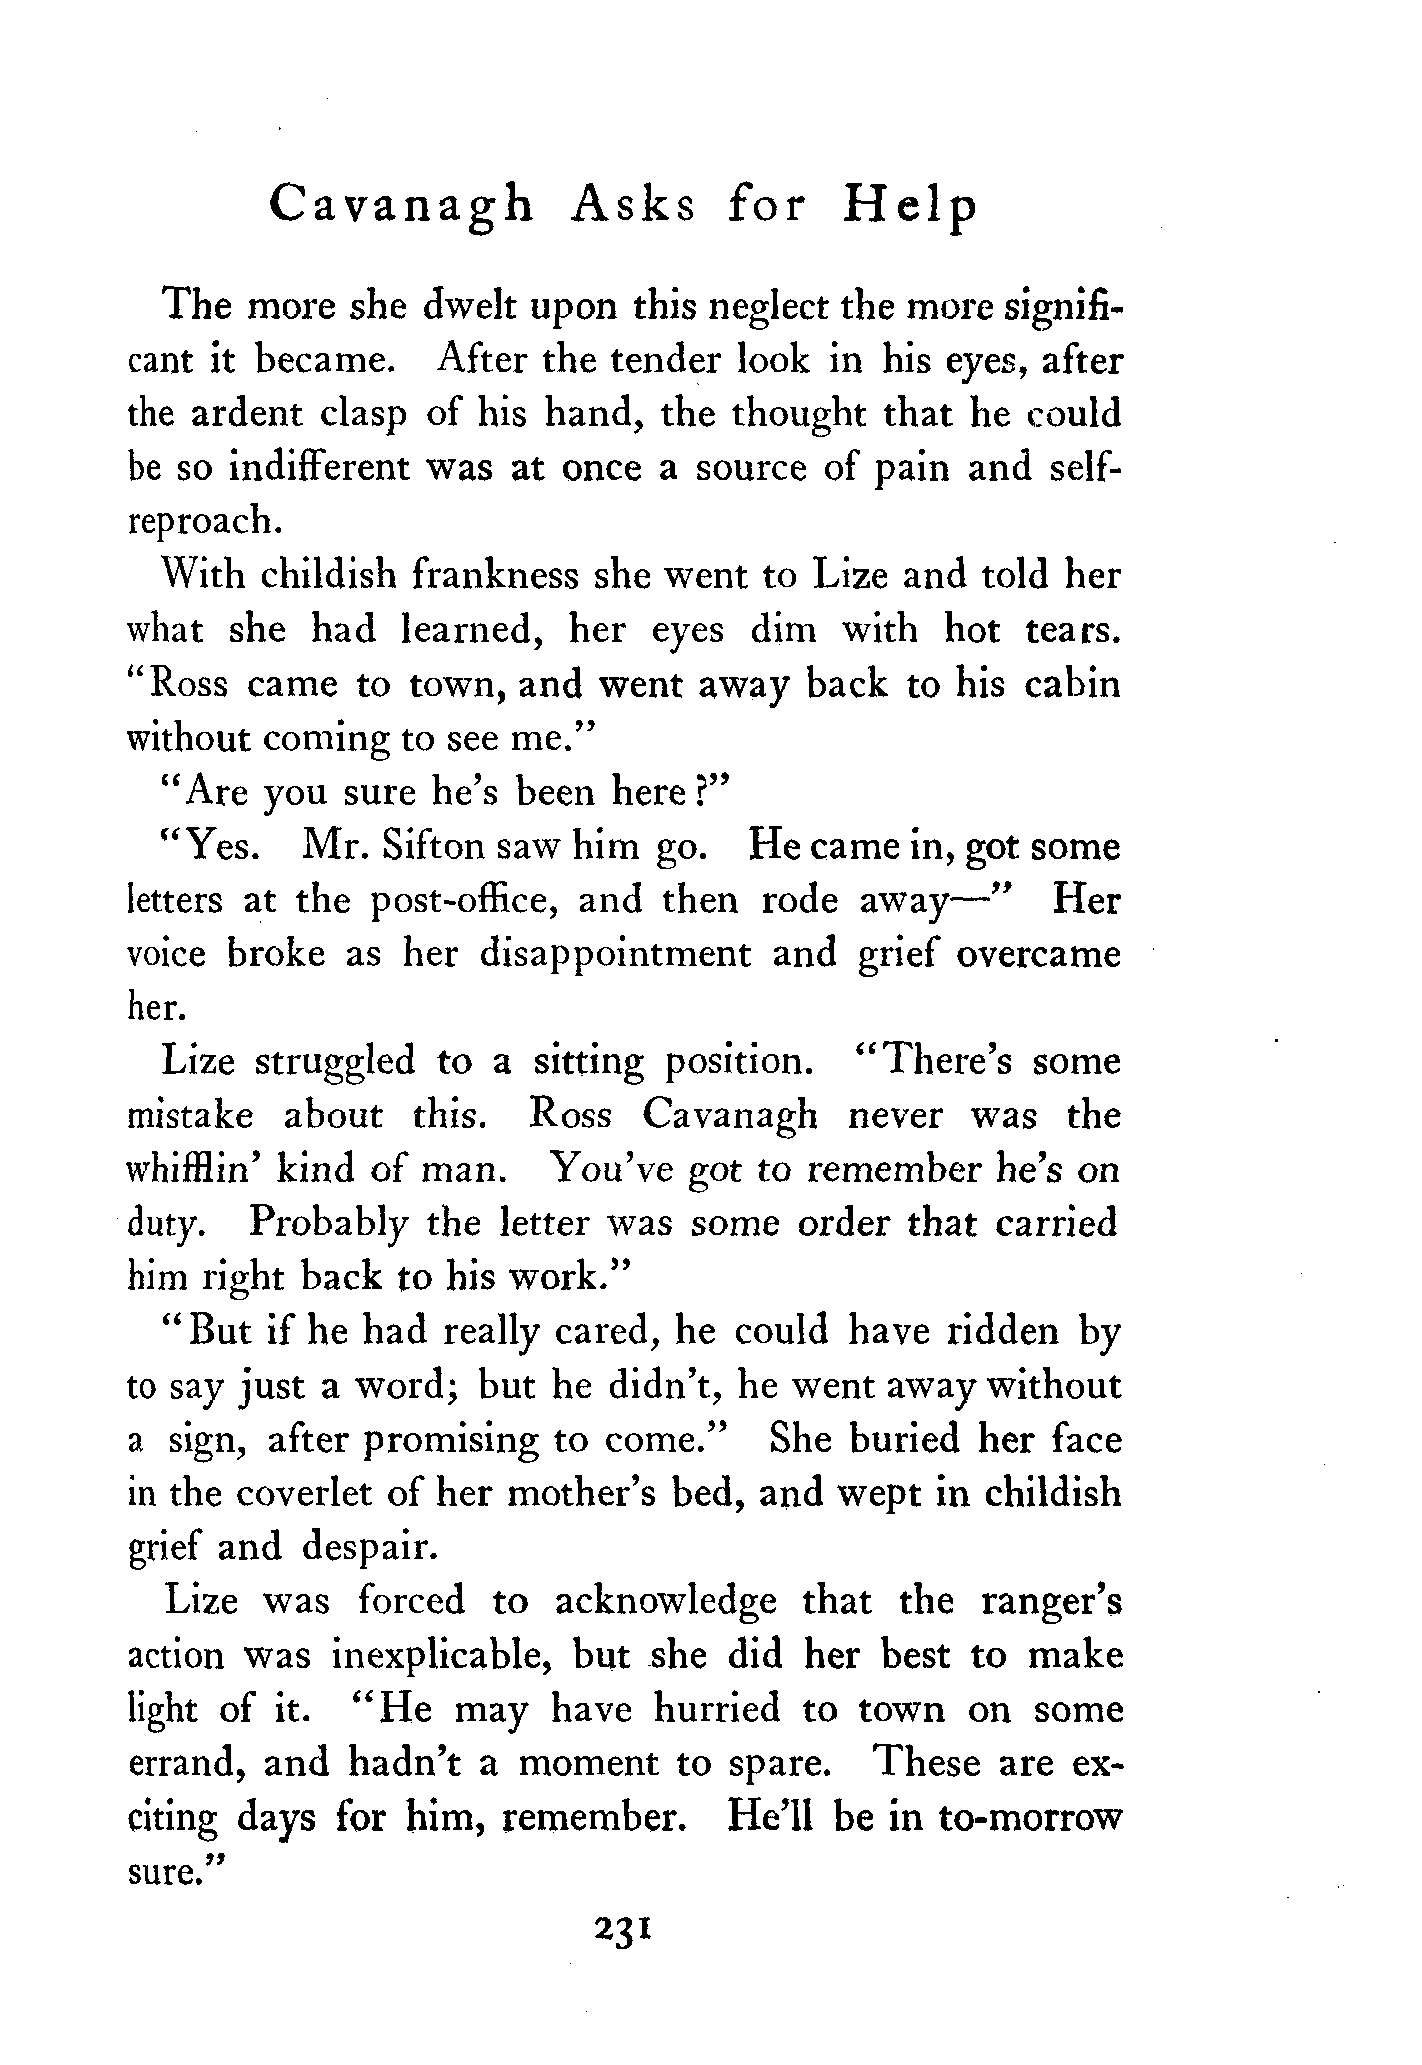 Cavanagh Asks for Help
The more she dwelt upon this neglect the more signifi-
cant it became. After the tender look in his eyes, after
the ardent clasp of his hand, the thought that he could
be so indifferent was at once a source of pain and self-
reproach.
With childish frankness she went to Lize and told her
what she had learned, her eyes dim with hot tears.
"Ross came to town, and went away back to his cabin
without coming to see me."
"Are you sure he's been here?"
"Yes. Mr. Sifton saw him go. He came in, got some
letters at the post-office, and then rode away—" Her
voice broke as her disappointment and grief overcame
her.
Lize struggled to a sitting position. "There's some
mistake about this. Ross Cavanagh never was the
whifflin' kind of man. You've got to remember he's on
duty. Probably the letter was some order that carried
him right back to his work."
"But if he had really cared, he could have ridden by
to say just a word; but he didn't, he went away without
a sign, after promising to come." She buried her face
in the coverlet of her mother's bed, and wept in childish
grief and despair.
Lize was forced to acknowledge that the ranger's
action was inexplicable, but she did her best to make
light of it. "He may have hurried to town on some
errand, and hadn't a moment to spare. These are ex-
citing days for him, remember. He'll be in to-morrow
sure."
231